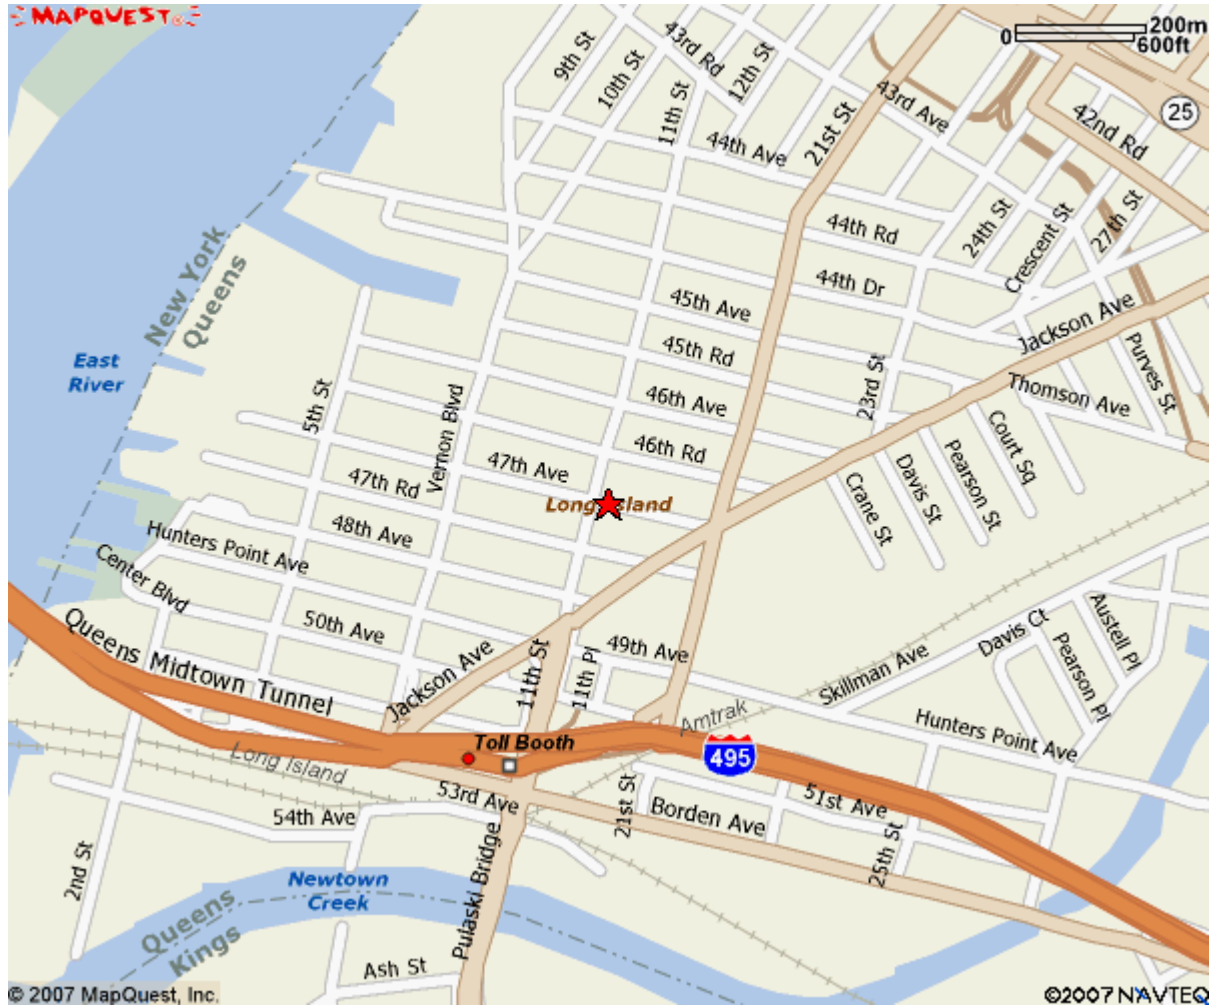 MAPQUEST
0
200m
600ft
9th St
10th St
43rd Rd
11th St
12th St
44th Ave
21st St
43rd Ave
42nd Rd
25
New York
Queens
44th Rd
24th St
Crescent St
27th St
44th Dr
45th Ave
Jackson Ave
East
River
45th Rd
23rd St
Purves St
Thomson Ave
5th St
Vernon Blvd
46th Ave
Court Sq
46th Rd
47th Ave
47th Rd
Pearson St
Davis St
Crane St
Long Island
48th Ave
Hunters Point Ave
Center Blvd
50th Ave
Queens Midtown Tunnel
Jackson Ave
11th St
11th Pl
49th Ave
Davis Ct
Austell Pl
Pearson Pl
Skillman Ave
Amtrak
Hunters Point Ave
Toll Booth
495
Long Island
53rd Ave
54th Ave
21st St
Borden Ave
51st Ave
25th St
2nd St
Pulaski Bridge
Newtown
Creek
Queens
Kings
Ash St
© 2007 MapQuest, Inc.
©2007 NAVTEQ